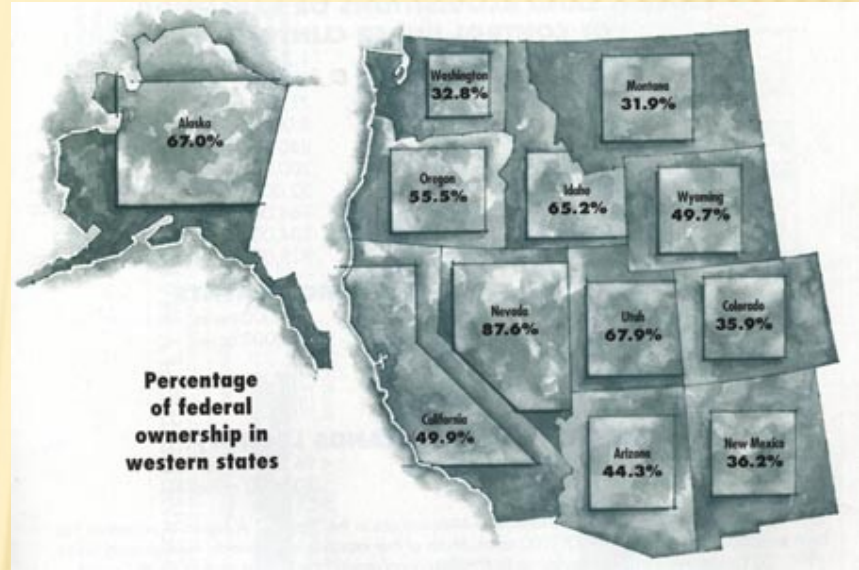 Washington
32.8%
Montana
31.9%
Alaska
67.0%
Oregon
55.5%
Idaho
65.2%
Wyoming
49.7%
Nevada
87.6%
Utah
67.9%
Colorado
35.9%
Percentage
of federal
ownership in
western states
California
49.9%
Arizona
44.3%
New Mexico
36.2%